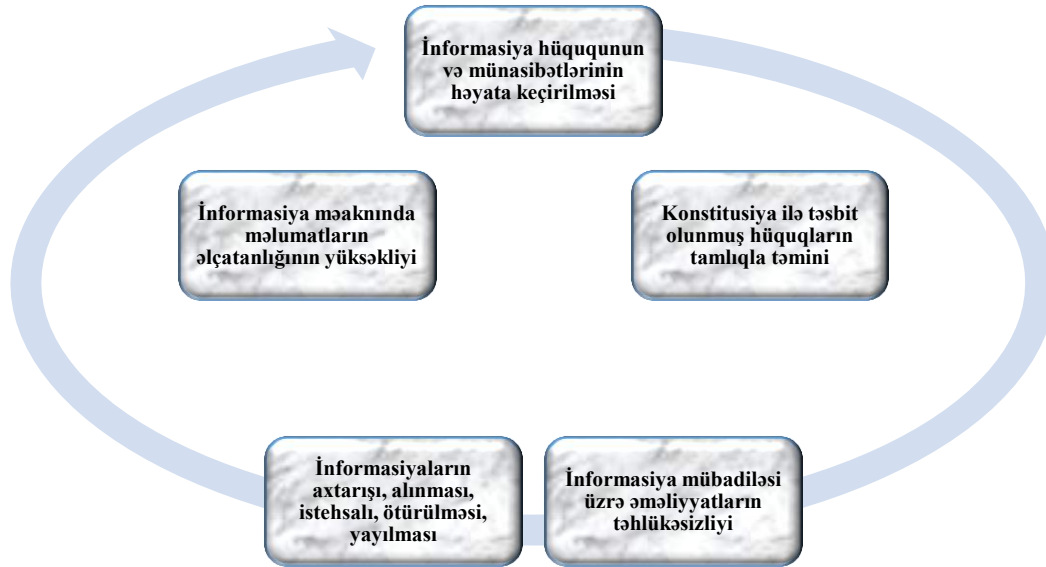 İnformasiya hüququnun
və münasibətlərinin
həyata keçirilməsi
Konstitusiya ilə təsbit
olunmuş hüquqların
tamlıqla təmini
İnformasiya mübadiləsi
üzrə əməliyyatların
təhlükəsizliyi
İnformasiyaların
axtarışı, alınması,
istehsalı, ötürülməsi,
yayılması
İnformasiya məaknında
məlumatların
əlçatanlığının yüksəkliyi